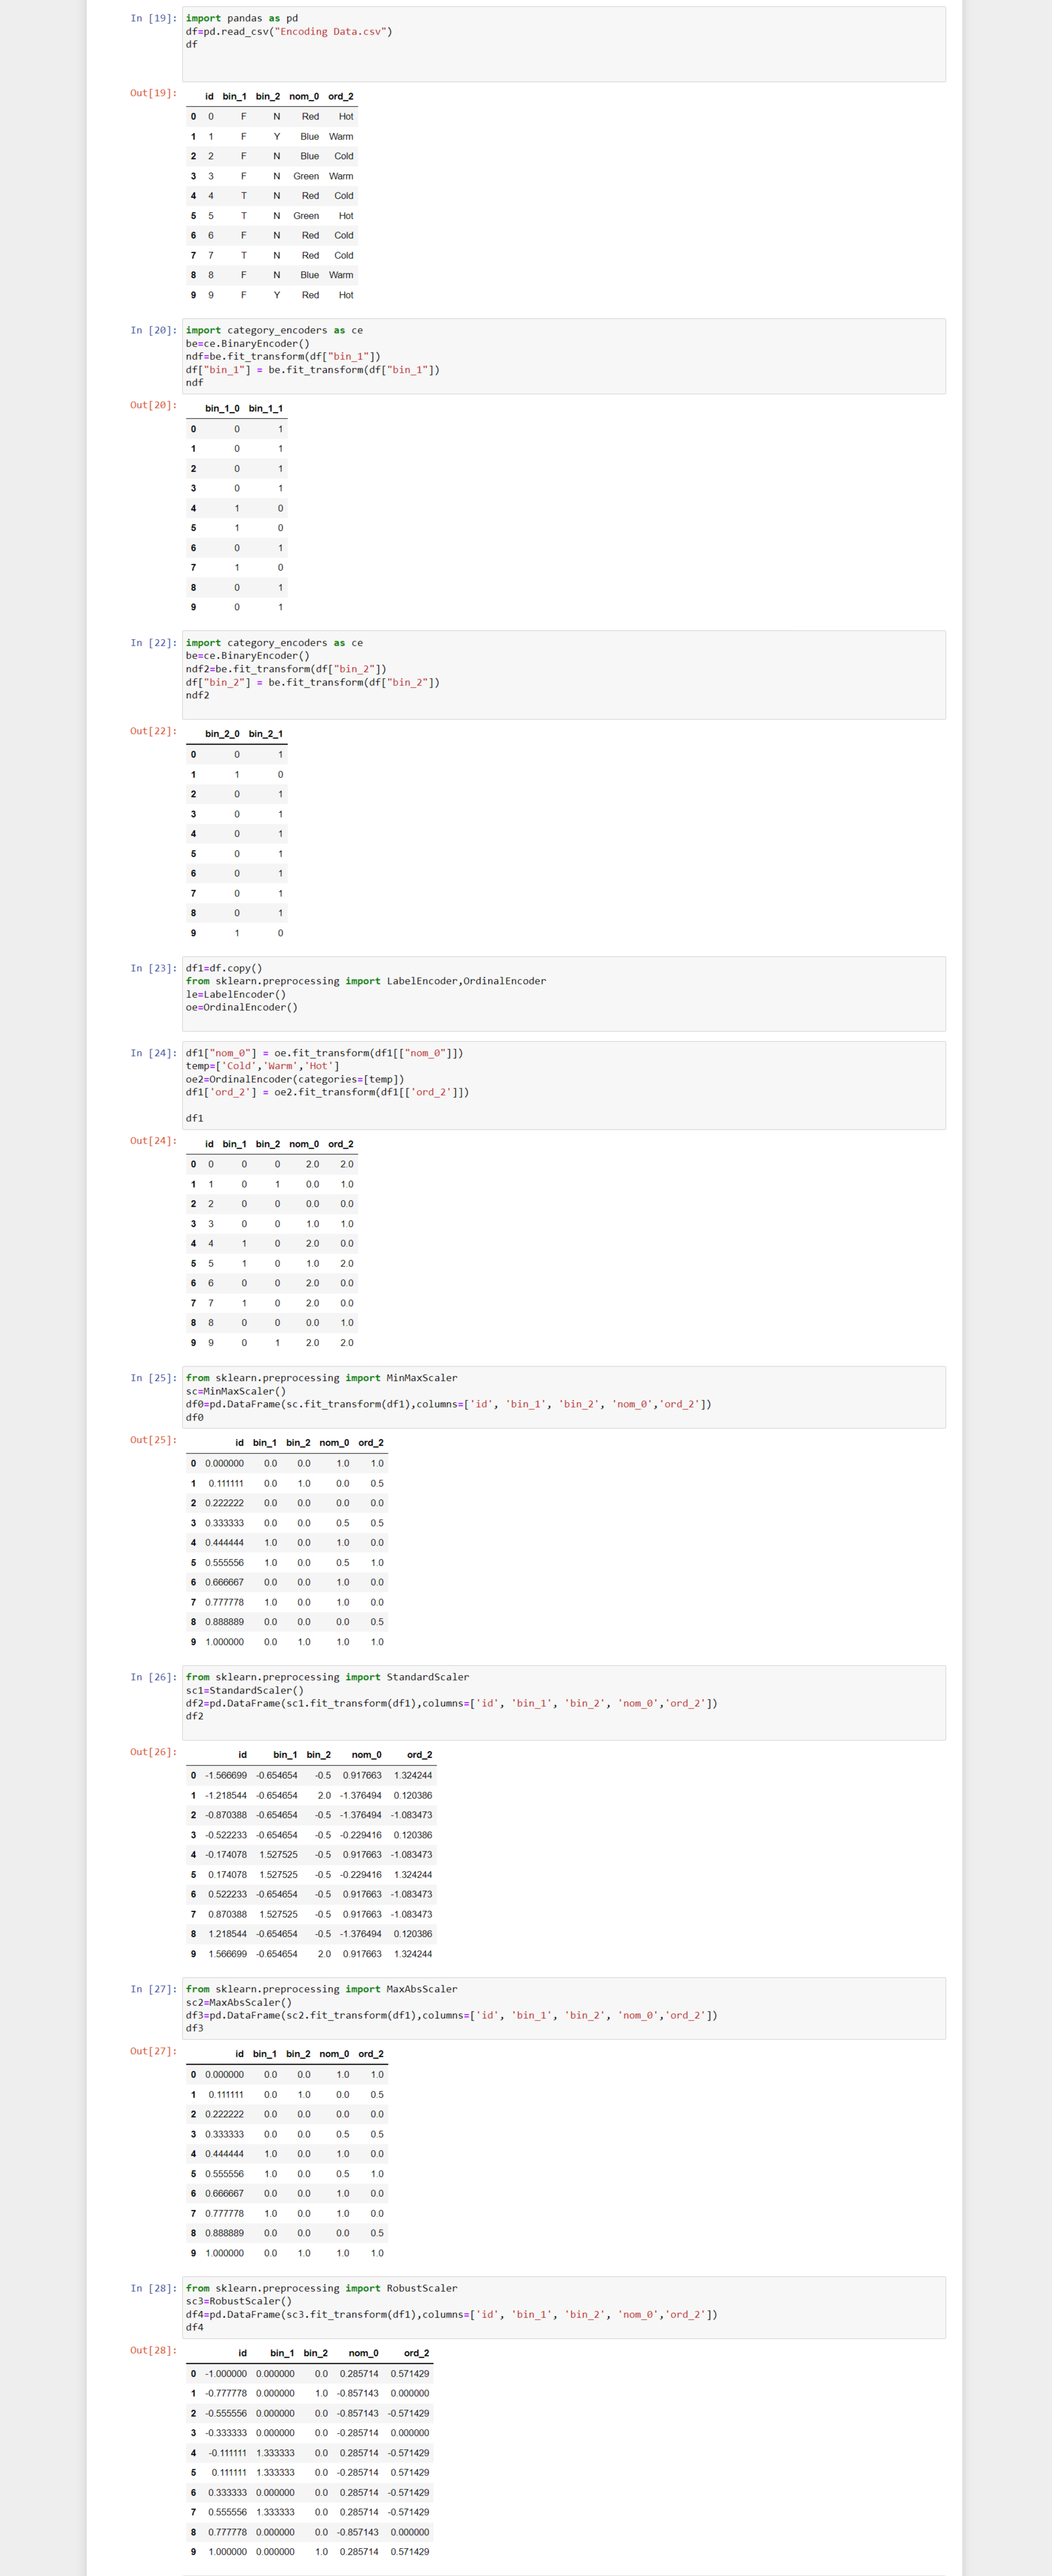 In [19]: import pandas as pd
df=pd.read_csv("Encoding Data.csv")
df
Out[19]:
id bin_1 bin_2 nom_0 ord_2
0 0 F N Red Hot
1 1 F Y Blue Warm
2 2 F N Blue Cold
3 3 F N Green Warm
4 4 T N Red Cold
5 5 T N Green Hot
6 6 F N Red Cold
7 7 T N Red Cold
8 8 F N Blue Warm
9 9 F Y Red Hot
In [20]: import category_encoders as ce
be=ce.BinaryEncoder()
ndf=be.fit_transform(df["bin_1"])
df["bin_1"] = be.fit_transform(df["bin_1"])
ndf
Out[20]:
bin_1_0 bin_1_1
0 0 1
1 0 1
2 0 1
3 0 1
4 1 0
5 1 0
6 0 1
7 1 0
8 0 1
9 0 1
In [22]: import category_encoders as ce
be=ce.BinaryEncoder()
ndf2=be.fit_transform(df["bin_2"])
df["bin_2"] = be.fit_transform(df["bin_2"])
ndf2
Out[22]:
bin_2_0 bin_2_1
0 0 1
1 1 0
2 0 1
3 0 1
4 0 1
5 0 1
6 0 1
7 0 1
8 0 1
9 1 0
In [23]: df1=df.copy()
from sklearn.preprocessing import LabelEncoder,OrdinalEncoder
le=LabelEncoder()
oe=OrdinalEncoder()
In [24]: df1["nom_0"] = oe.fit_transform(df1[["nom_0"]])
temp=['Cold','Warm','Hot']
oe2=OrdinalEncoder(categories=[temp])
df1['ord_2'] = oe2.fit_transform(df1[['ord_2']])
df1
Out[24]:
id bin_1 bin_2 nom_0 ord_2
0 0 0 0 2.0 2.0
1 1 0 1 0.0 1.0
2 2 0 0 0.0 0.0
3 3 0 0 1.0 1.0
4 4 1 0 2.0 0.0
5 5 1 0 1.0 2.0
6 6 0 0 2.0 0.0
7 7 1 0 2.0 0.0
8 8 0 0 0.0 1.0
9 9 0 1 2.0 2.0
In [25]: from sklearn.preprocessing import MinMaxScaler
sc=MinMaxScaler()
df0=pd.DataFrame(sc.fit_transform(df1),columns=['id', 'bin_1', 'bin_2', 'nom_0','ord_2'])
df0
Out[25]:
id bin_1 bin_2 nom_0 ord_2
0 0.000000 0.0 0.0 1.0 1.0
1 0.111111 0.0 1.0 0.0 0.5
2 0.222222 0.0 0.0 0.0 0.0
3 0.333333 0.0 0.0 0.5 0.5
4 0.444444 1.0 0.0 1.0 0.0
5 0.555556 1.0 0.0 0.5 1.0
6 0.666667 0.0 0.0 1.0 0.0
7 0.777778 1.0 0.0 1.0 0.0
8 0.888889 0.0 0.0 0.0 0.5
9 1.000000 0.0 1.0 1.0 1.0
In [26]: from sklearn.preprocessing import StandardScaler
sc1=StandardScaler()
df2=pd.DataFrame(sc1.fit_transform(df1),columns=['id', 'bin_1', 'bin_2', 'nom_0','ord_2'])
df2
Out[26]:
id bin_1 bin_2 nom_0 ord_2
0 -1.566699 -0.654654 -0.5 0.917663 1.324244
1 -1.218544 -0.654654 2.0 -1.376494 0.120386
2 -0.870388 -0.654654 -0.5 -1.376494 -1.083473
3 -0.522233 -0.654654 -0.5 -0.229416 0.120386
4 -0.174078 1.527525 -0.5 0.917663 -1.083473
5 0.174078 1.527525 -0.5 -0.229416 1.324244
6 0.522233 -0.654654 -0.5 0.917663 -1.083473
7 0.870388 1.527525 -0.5 0.917663 -1.083473
8 1.218544 -0.654654 -0.5 -1.376494 0.120386
9 1.566699 -0.654654 2.0 0.917663 1.324244
In [27]: from sklearn.preprocessing import MaxAbsScaler
sc2=MaxAbsScaler()
df3=pd.DataFrame(sc2.fit_transform(df1),columns=['id', 'bin_1', 'bin_2', 'nom_0','ord_2'])
df3
Out[27]:
id bin_1 bin_2 nom_0 ord_2
0 0.000000 0.0 0.0 1.0 1.0
1 0.111111 0.0 1.0 0.0 0.5
2 0.222222 0.0 0.0 0.0 0.0
3 0.333333 0.0 0.0 0.5 0.5
4 0.444444 1.0 0.0 1.0 0.0
5 0.555556 1.0 0.0 0.5 1.0
6 0.666667 0.0 0.0 1.0 0.0
7 0.777778 1.0 0.0 1.0 0.0
8 0.888889 0.0 0.0 0.0 0.5
9 1.000000 0.0 1.0 1.0 1.0
In [28]: from sklearn.preprocessing import RobustScaler
sc3=RobustScaler()
df4=pd.DataFrame(sc3.fit_transform(df1),columns=['id', 'bin_1', 'bin_2', 'nom_0','ord_2'])
df4
Out[28]:
id bin_1 bin_2 nom_0 ord_2
0 -1.000000 0.000000 0.0 0.285714 0.571429
1 -0.777778 0.000000 1.0 -0.857143 0.000000
2 -0.555556 0.000000 0.0 -0.857143 -0.571429
3 -0.333333 0.000000 0.0 -0.285714 0.000000
4 -0.111111 1.333333 0.0 0.285714 -0.571429
5 0.111111 1.333333 0.0 -0.285714 0.571429
6 0.333333 0.000000 0.0 0.285714 -0.571429
7 0.555556 1.333333 0.0 0.285714 -0.571429
8 0.777778 0.000000 0.0 -0.857143 0.000000
9 1.000000 0.000000 1.0 0.285714 0.571429